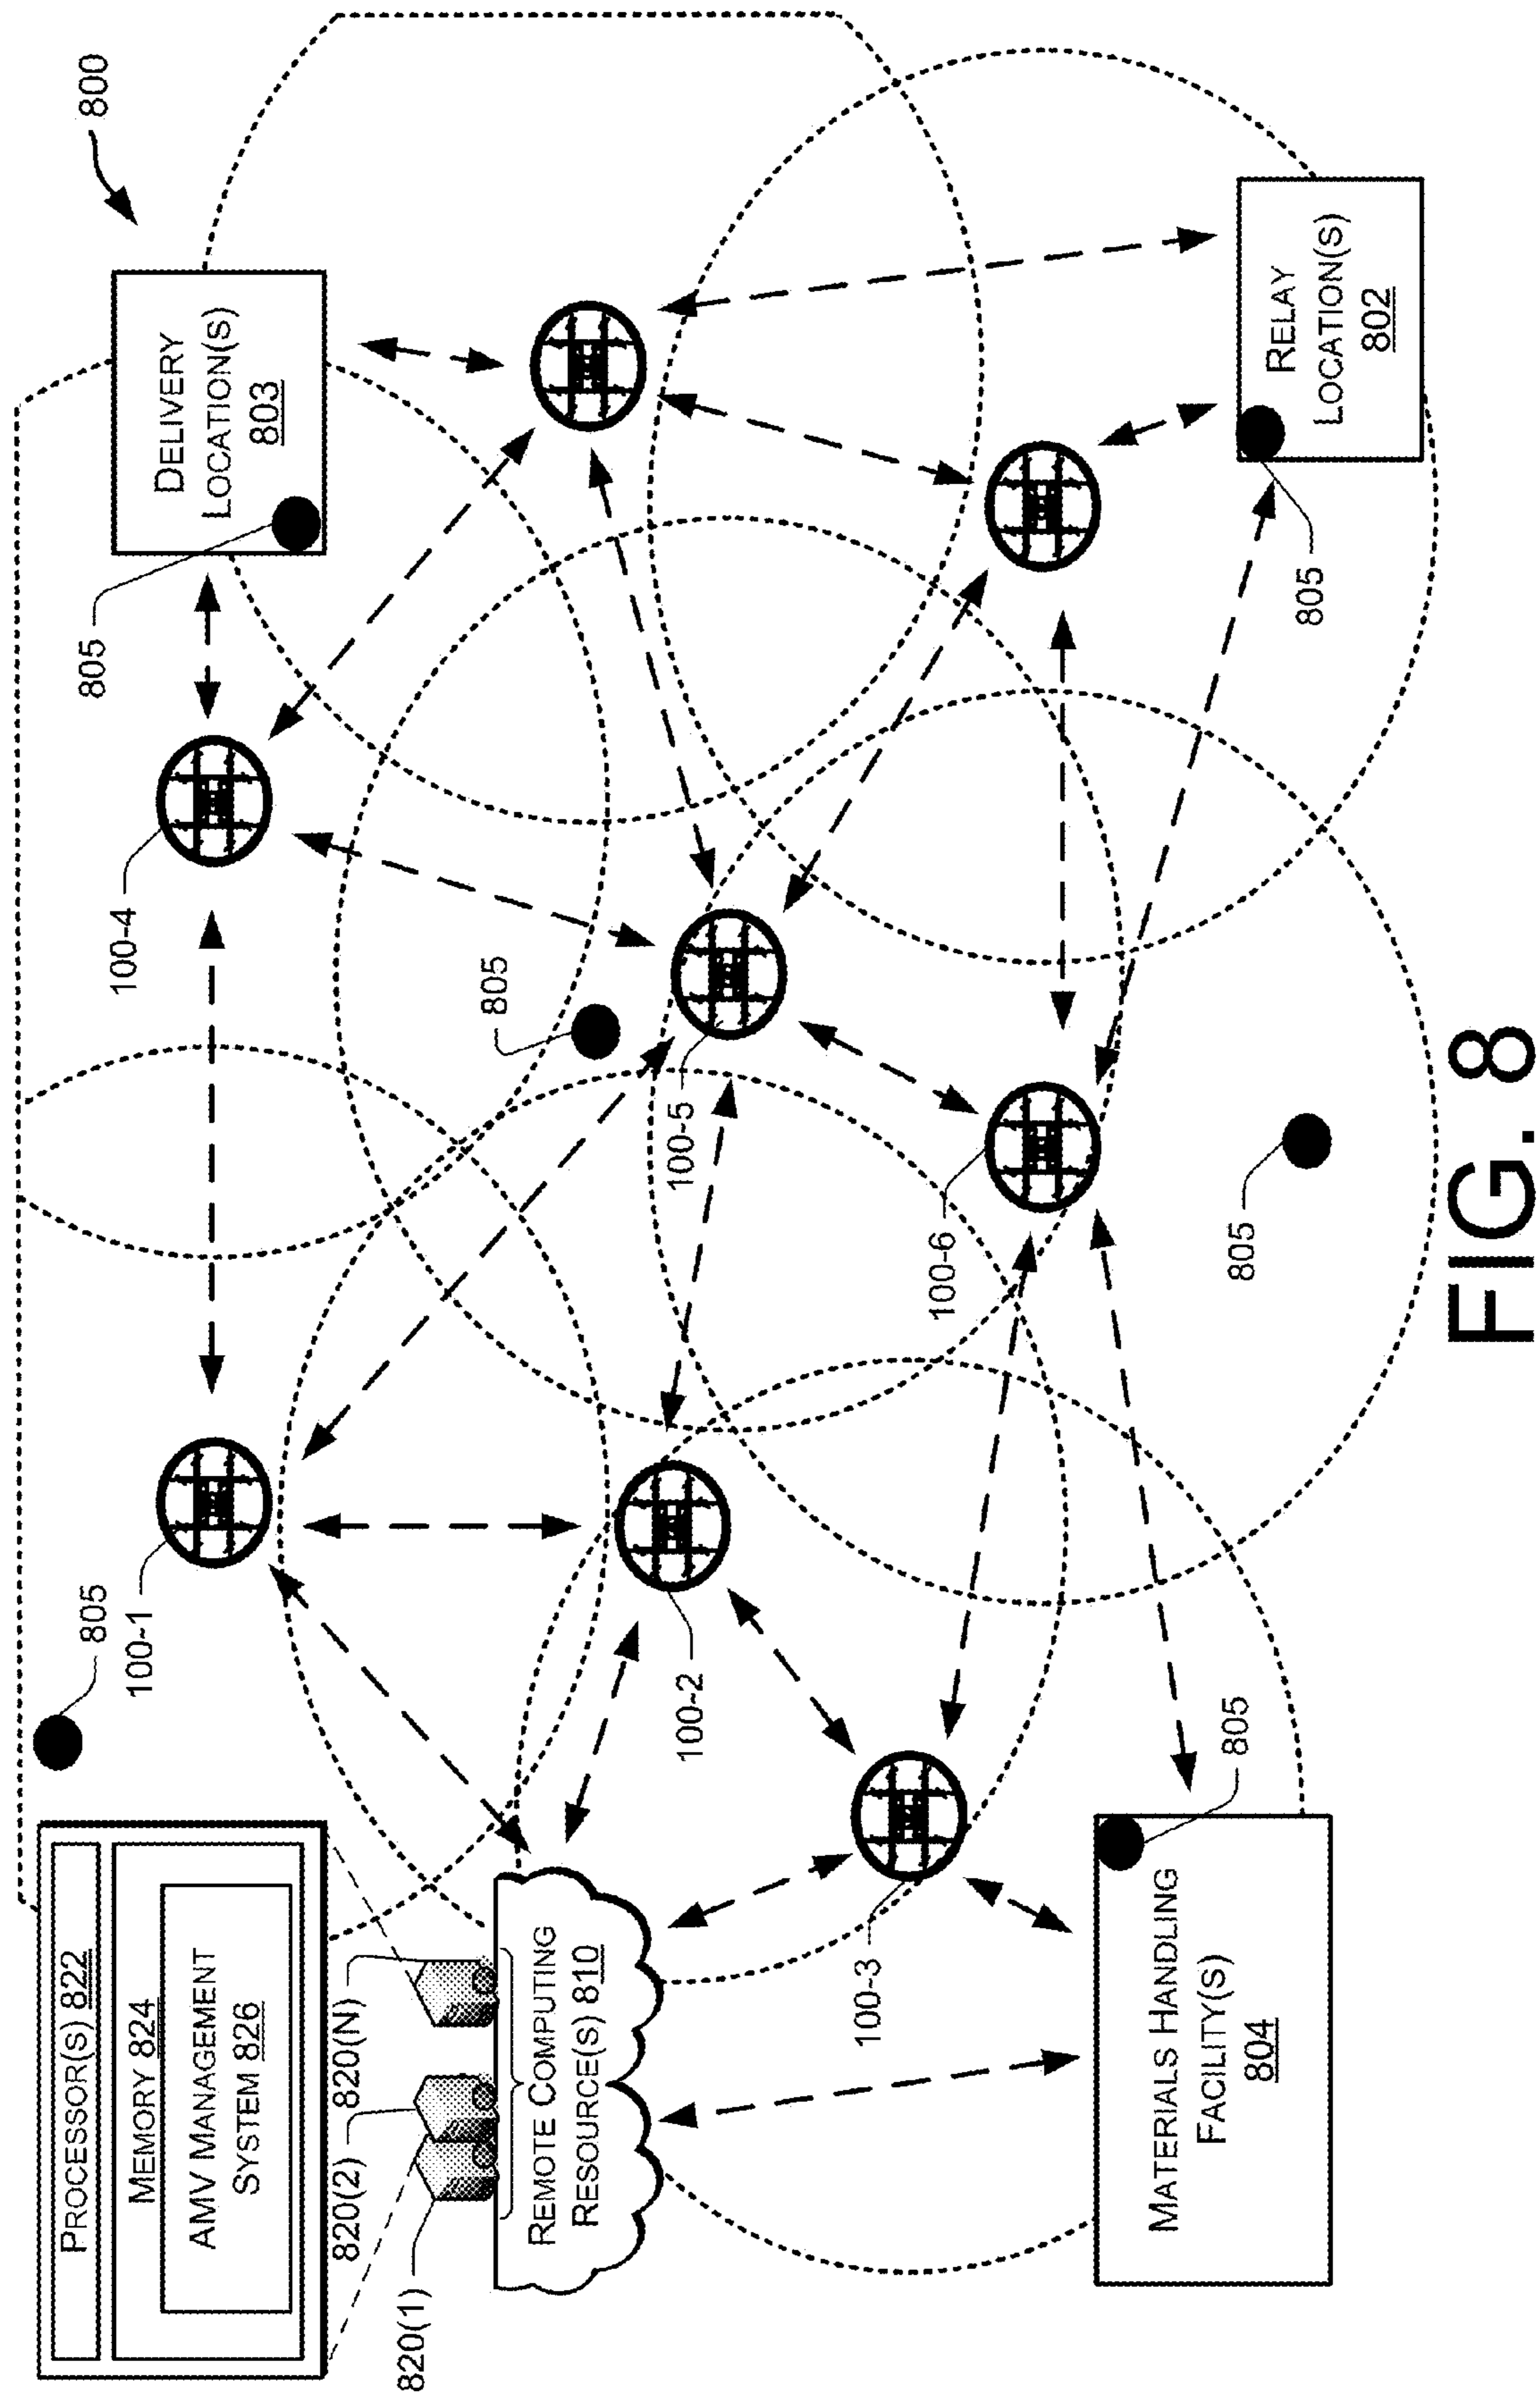 800
PROCESSOR(S) 822
MEMORY 824
AMV MANAGEMENT
SYSTEM 826
820(1)
820(2)
820(N)
REMOTE COMPUTING
RESOURCE(S) 810
805
100-1
100-4
805
DELIVERY
LOCATION(S)
803
100-2
100-5
805
100-3
100-6
MATERIALS HANDLING
FACILITY(S)
804
805
805
805
RELAY
LOCATION(S)
802
FIG. 8